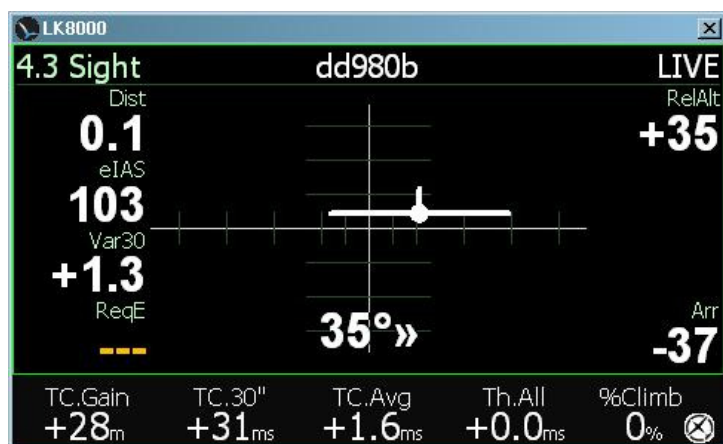 LK8000
4.3 Sight dd980b LIVE
Dist RelAlt
0.1 +35
eIAS
103
Var30
+1.3
ReqE Arr
--- 35°» -37
TC.Gain TC.30" TC.Avg Th.All %Climb
+28m +31ms +1.6ms +0.0ms 0%